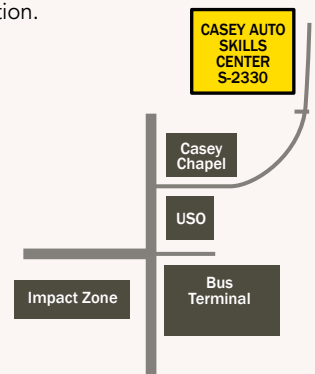 tion.
CASEY AUTO
SKILLS
CENTER
S-2330
Casey
Chapel
USO
Impact Zone
Bus
Terminal